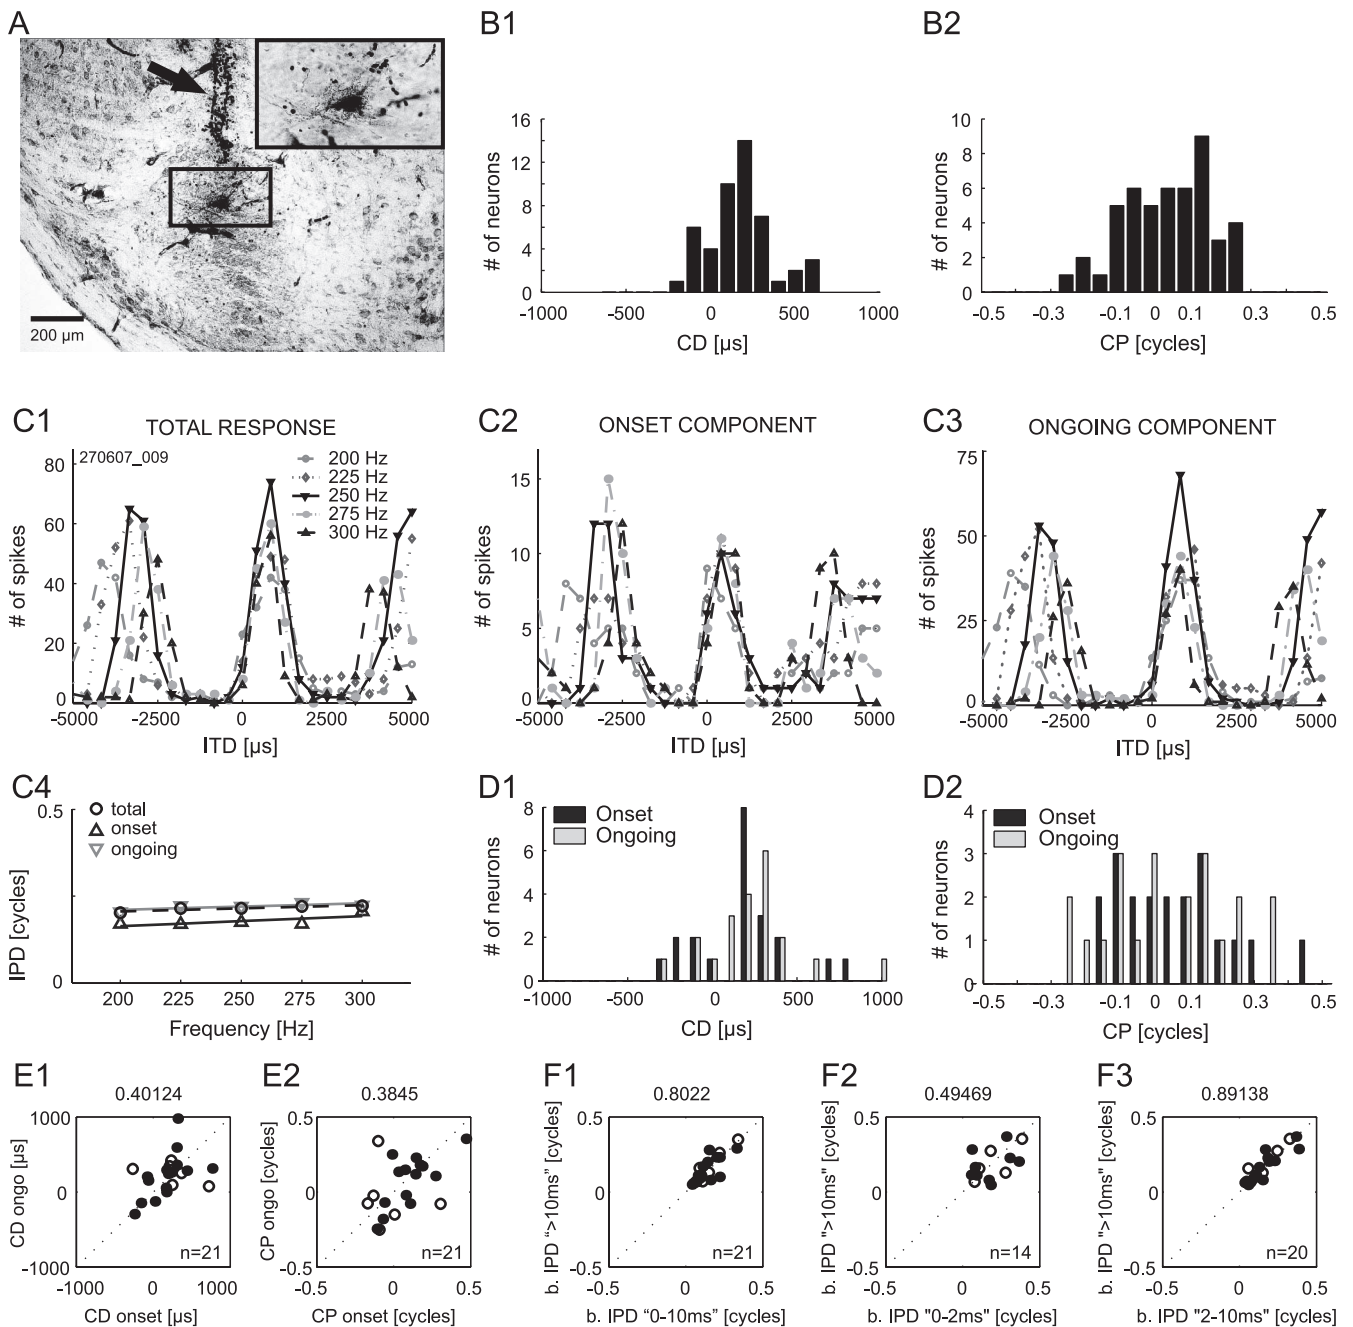 A
200 µm
B1
16
12
8
4
0
# of neurons
-1000
-500
0
500
1000
CD [µs]
B2
10
8
6
4
2
0
# of neurons
-0.5
-0.3
-0.1
0
0.1
0.3
0.5
CP [cycles]
C1
TOTAL RESPONSE
270607_009
200 Hz
225 Hz
250 Hz
275 Hz
300 Hz
80
60
40
20
0
# of spikes
-5000
-2500
0
2500
5000
ITD [µs]
C2
ONSET COMPONENT
15
10
5
0
# of spikes
-5000
-2500
0
2500
5000
ITD [µs]
C3
ONGOING COMPONENT
75
50
25
0
# of spikes
-5000
-2500
0
2500
5000
ITD [µs]
C4
total
onset
ongoing
0.5
0
IPD [cycles]
200
225
250
275
300
Frequency [Hz]
D1
Onset
Ongoing
8
6
4
2
0
# of neurons
-1000
-500
0
500
1000
CD [µs]
D2
Onset
Ongoing
4
3
2
1
0
# of neurons
-0.5
-0.3
-0.1
0
0.1
0.3
0.5
CP [cycles]
E1
0.40124
1000
0
-1000
CD ongo [µs]
n=21
-1000
0
1000
CD onset [µs]
E2
0.3845
0.5
0
-0.5
CP ongo [cycles]
n=21
-0.5
0
0.5
CP onset [cycles]
F1
0.8022
0.5
0
-0.5
b. IPD “>10ms” [cycles]
n=21
-0.5
0
0.5
b. IPD “0-10ms” [cycles]
F2
0.49469
0.5
0
-0.5
b. IPD ">10ms" [cycles]
n=14
-0.5
0
0.5
b. IPD "0-2ms" [cycles]
F3
0.89138
0.5
0
-0.5
b. IPD ">10ms" [cycles]
n=20
-0.5
0
0.5
b. IPD "2-10ms" [cycles]